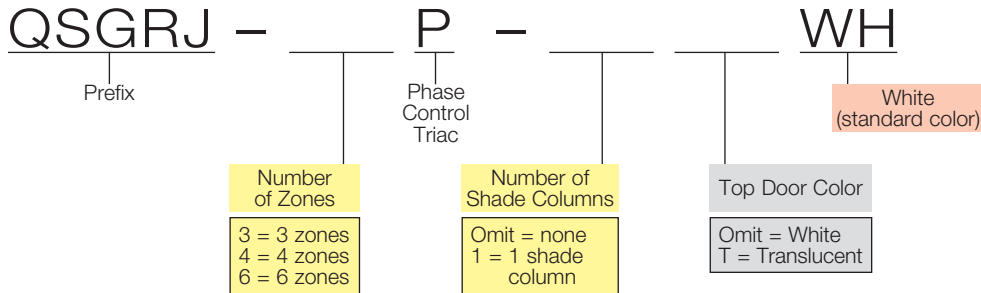 QSGRJ – P – WH
Prefix
Phase
Control
Triac
White
(standard color)
Number
of Zones
3 = 3 zones
4 = 4 zones
6 = 6 zones
Number of
Shade Columns
Omit = none
1 = 1 shade
column
Top Door Color
Omit = White
T = Translucent